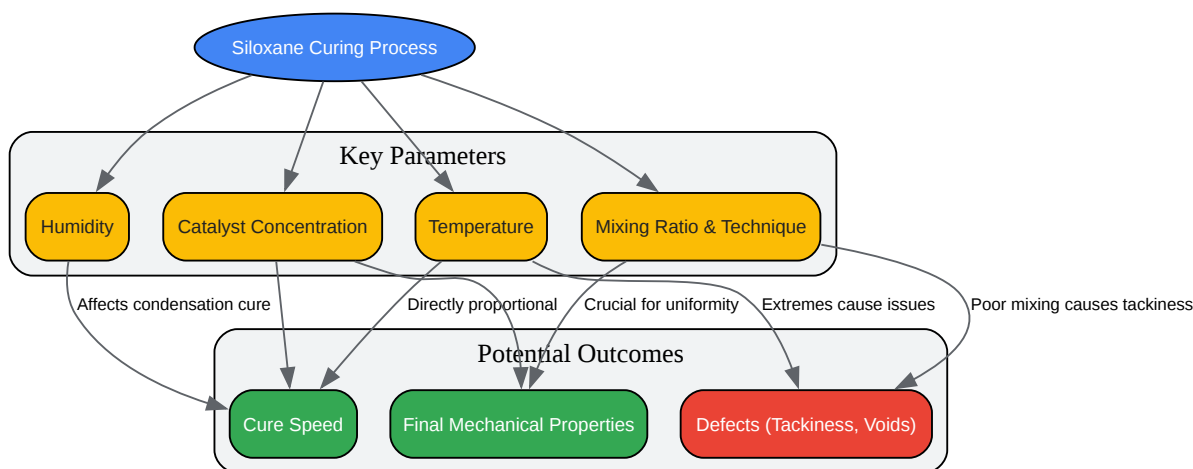 Siloxane Curing Process
Key Parameters
Humidity
Catalyst Concentration
Temperature
Mixing Ratio & Technique
Affects condensation cure
Directly proportional
Crucial for uniformity
Extremes cause issues
Poor mixing causes tackiness
Potential Outcomes
Cure Speed
Final Mechanical Properties
Defects (Tackiness, Voids)